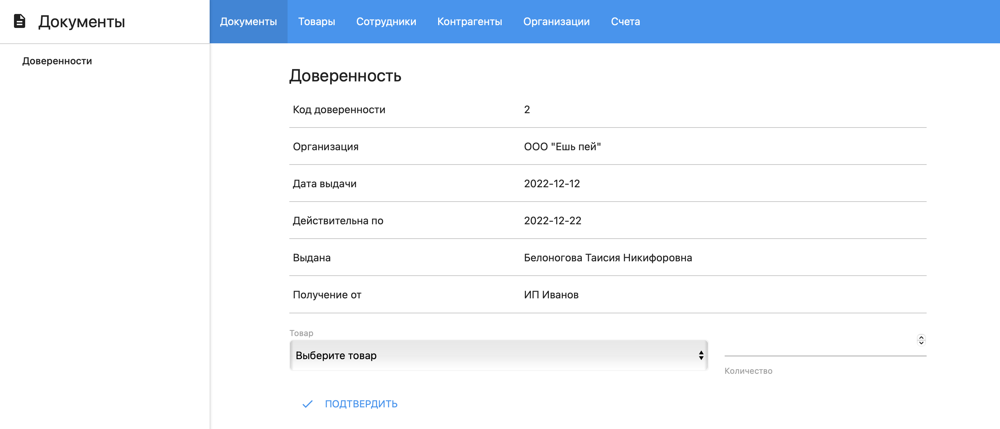 Документы
Документы Товары Сотрудники Контрагенты Организации Счета
Доверенности
Доверенность
Код доверенности 2
Организация ООО "Ешь пей"
Дата выдачи 2022-12-12
Действительна по 2022-12-22
Выдана Белоногова Таисия Никифоровна
Получение от ИП Иванов
Товар
Выберите товар
Количество
ПОДТВЕРДИТЬ